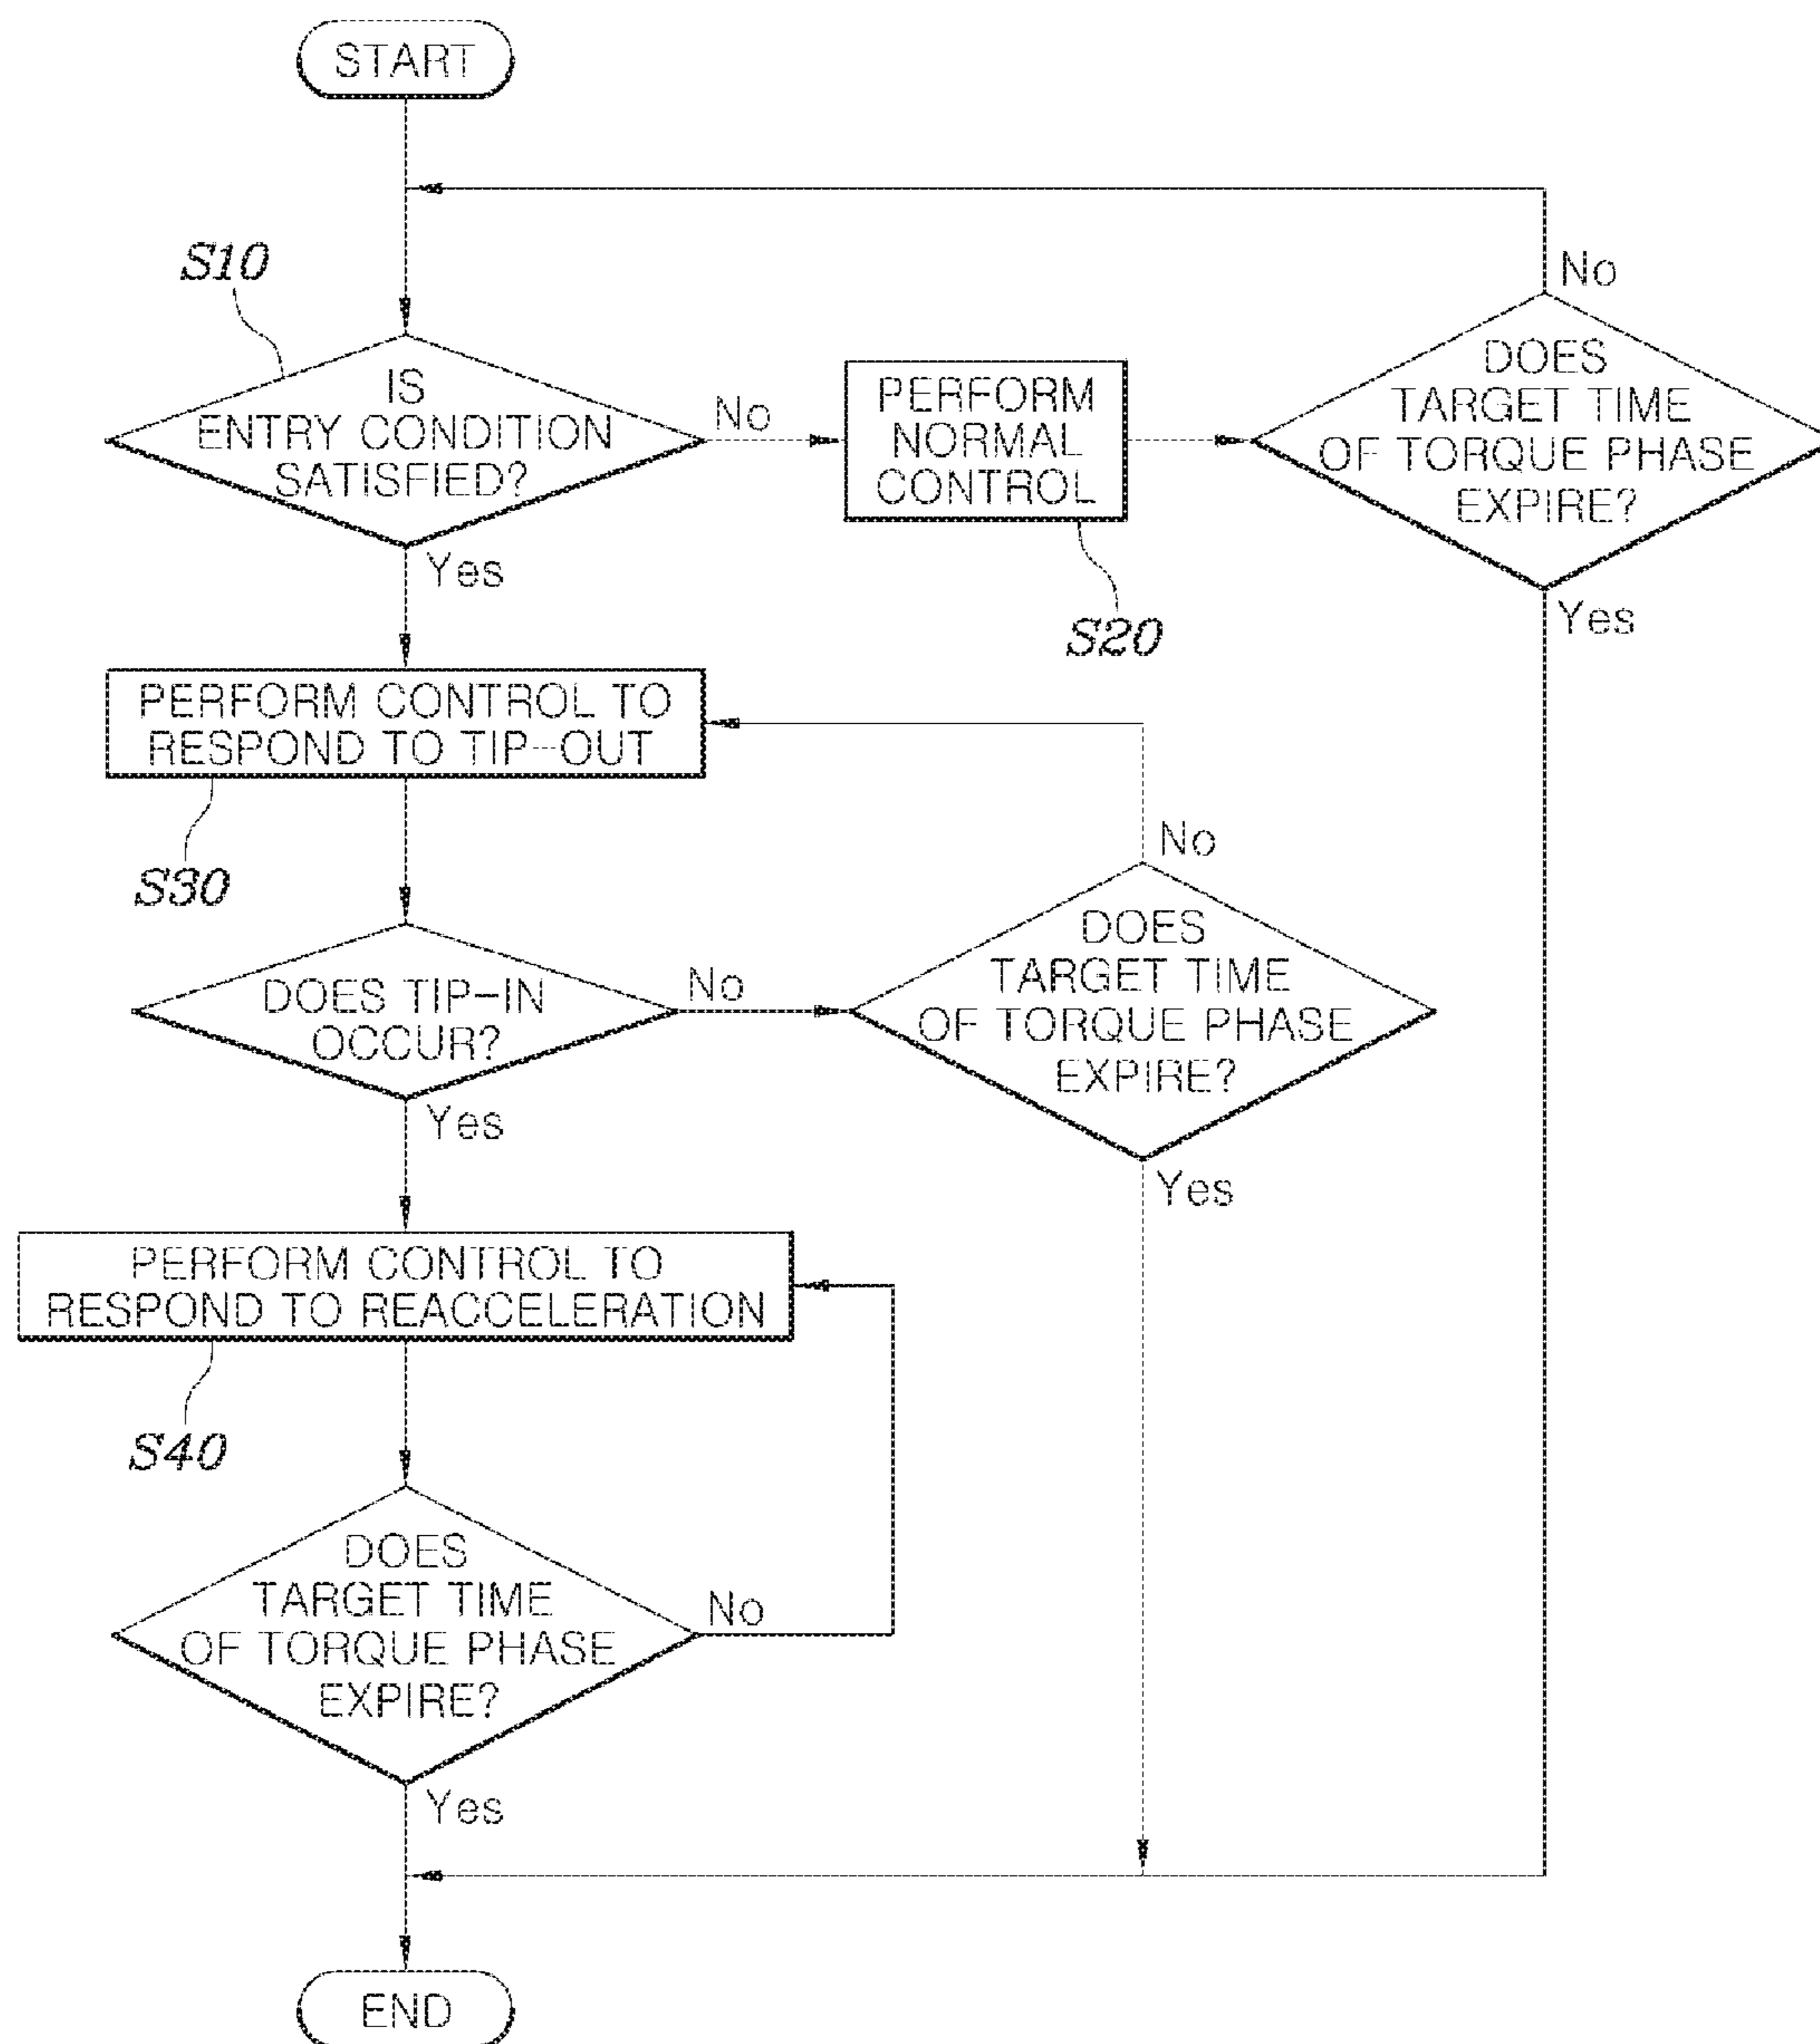 START
S10
IS
ENTRY CONDITION
SATISFIED?
No
PERFORM
NORMAL
CONTROL
S20
No
DOES
TARGET TIME
OF TORQUE PHASE
EXPIRE?
Yes
Yes
PERFORM CONTROL TO
RESPOND TO TIP-OUT
S30
DOES TIP-IN
OCCUR?
No
No
DOES
TARGET TIME
OF TORQUE PHASE
EXPIRE?
Yes
Yes
PERFORM CONTROL TO
RESPOND TO REACCELERATION
S40
DOES
TARGET TIME
OF TORQUE PHASE
EXPIRE?
No
Yes
END